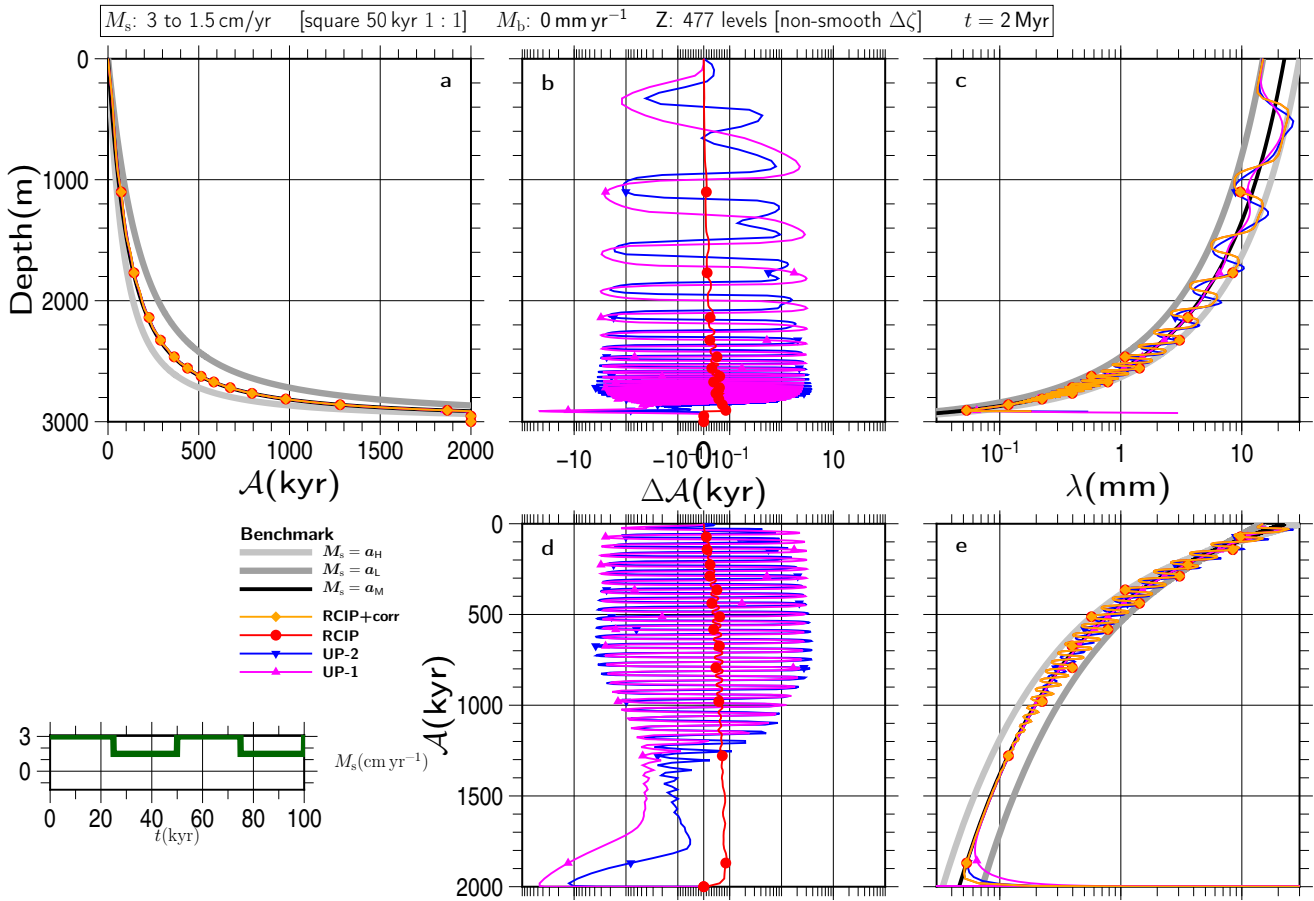 Mₛ: 3 to 1.5 cm/yr [square 50 kyr 1 : 1] M_b: 0 mm yr⁻¹ Z: 477 levels [non-smooth Δζ] t = 2 Myr
a
b
c
0
1000
2000
3000
Depth(m)
0 500 1000 1500 2000
𝒜(kyr)
−10 −10⁻¹ 0 10⁻¹ 10
Δ𝒜(kyr)
10⁻¹ 1 10
λ(mm)
Benchmark
Mₛ = a_H
Mₛ = a_L
Mₛ = a_M
RCIP+corr
RCIP
UP-2
UP-1
3
0
Mₛ(cm yr⁻¹)
0 20 40 60 80 100
t(kyr)
d
e
0
500
1000
1500
2000
𝒜(kyr)